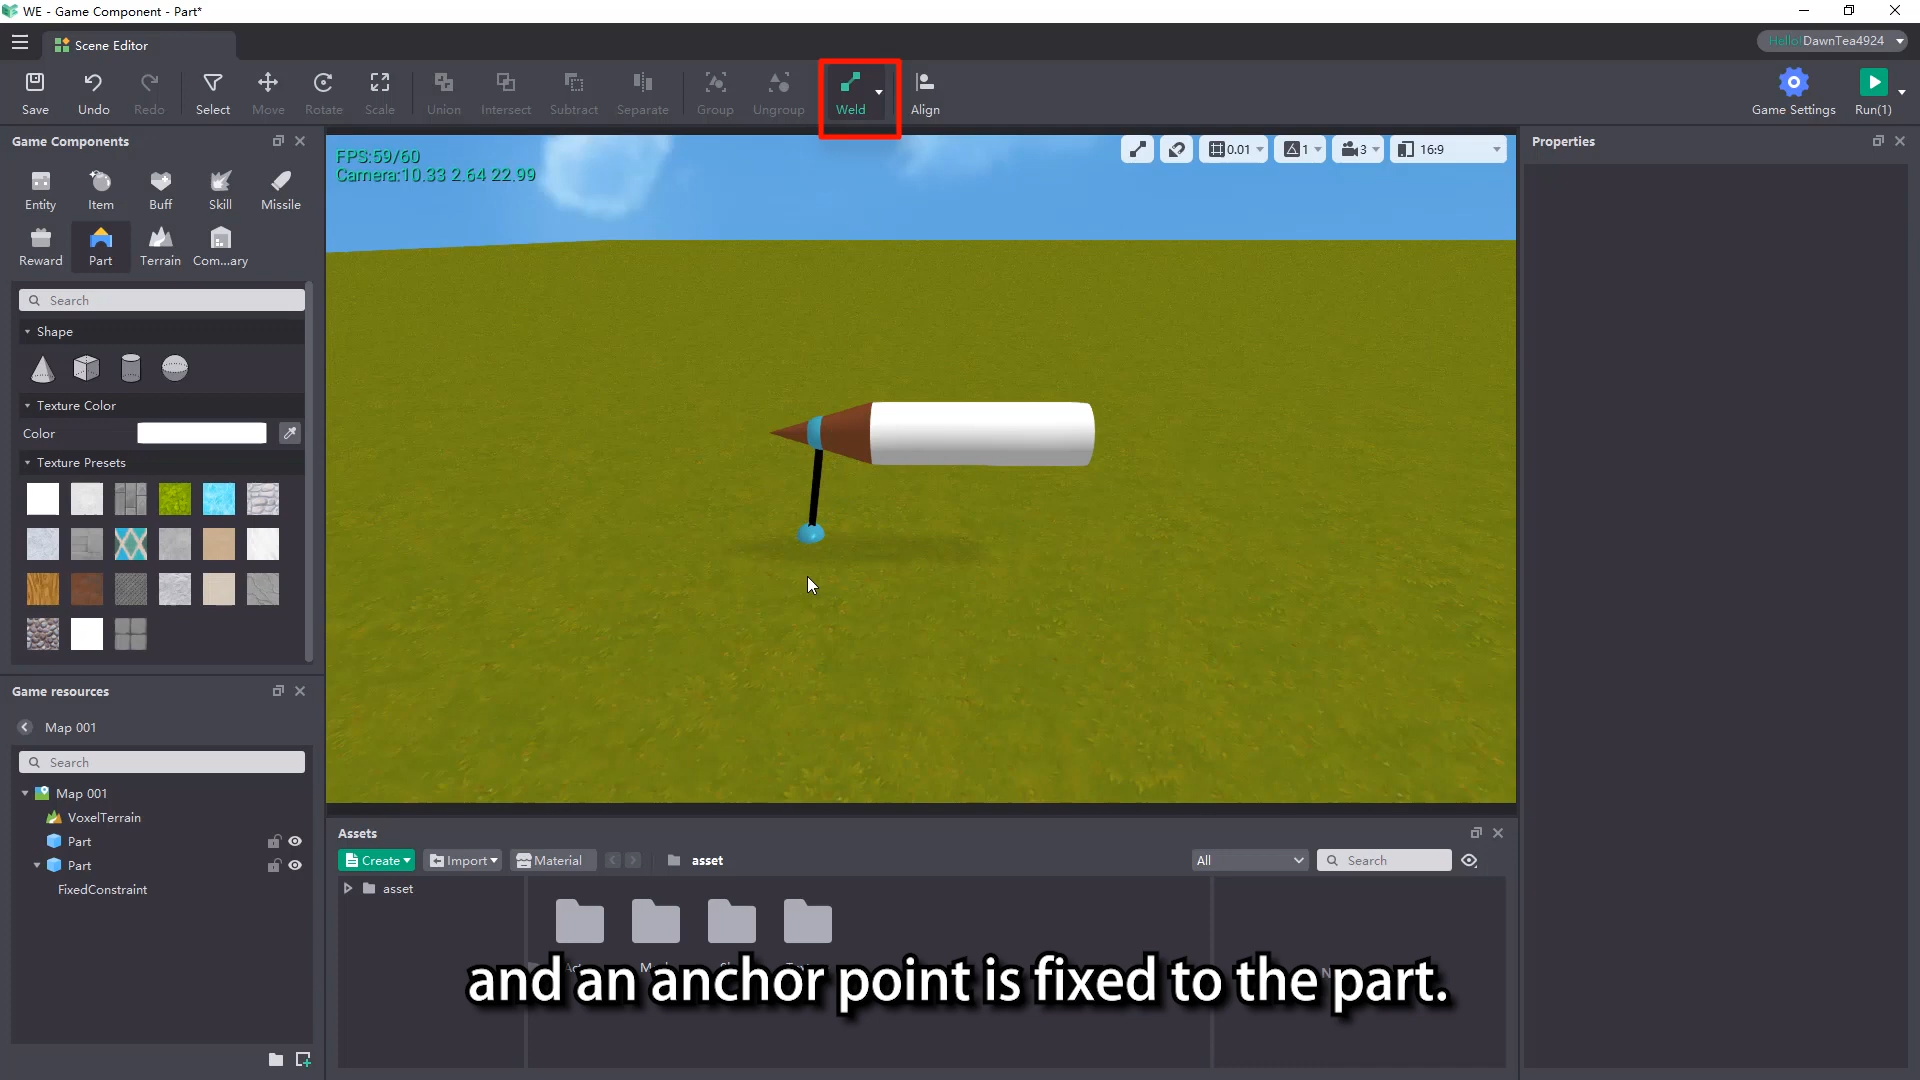 WE - Game Component - Part*
Scene Editor
Hello! DawnTea4924
Save
Undo
Redo
Select
Move
Rotate
Scale
Union
Intersect
Subtract
Separate
Group
Ungroup
Weld
Align
Game Settings
Run(1)
Game Components
Entity
Item
Buff
Skill
Missile
Reward
Part
Terrain
Com...ary
Search
Shape
Texture Color
Color
Texture Presets
FPS:59/60
Camera:10.33 2.64 22.99
0.01
1
3
16:9
Properties
Game resources
Map 001
Search
Map 001
VoxelTerrain
Part
Part
FixedConstraint
Assets
Create
Import
Material
asset
All
Search
asset
and an anchor point is fixed to the part.